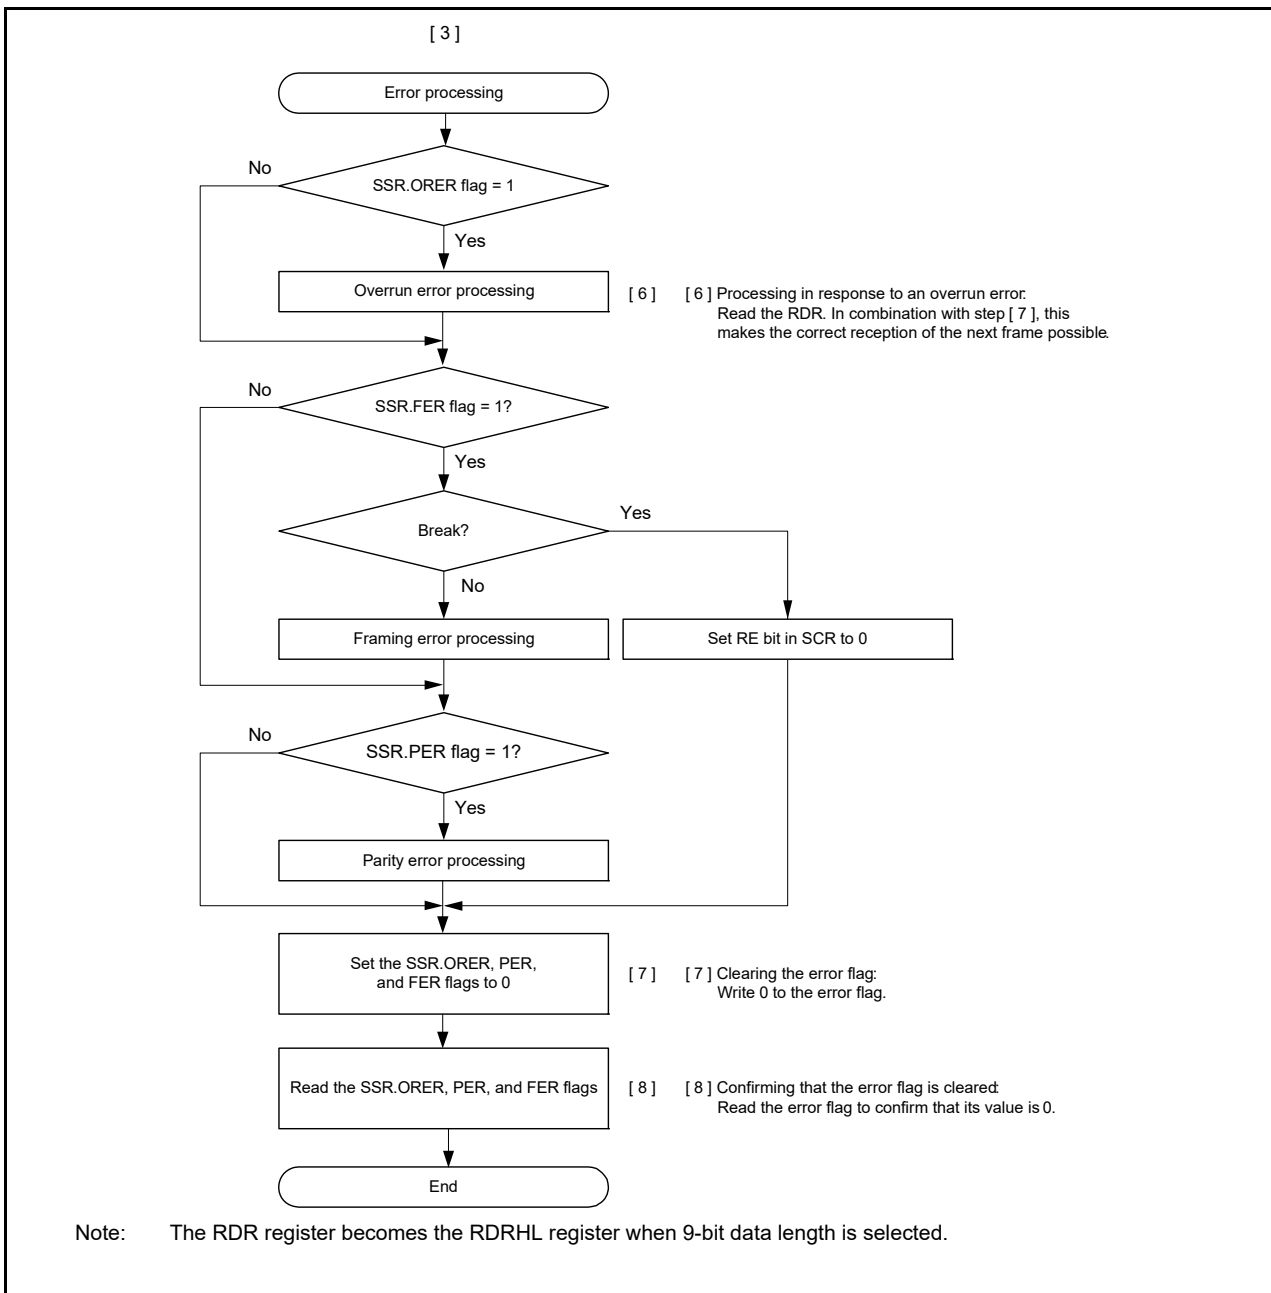 [ 3 ]
Error processing
No
SSR.ORER flag = 1
Yes
Overrun error processing
[ 6 ]
[ 6 ] Processing in response to an overrun error:
Read the RDR. In combination with step [ 7 ], this
makes the correct reception of the next frame possible.
No
SSR.FER flag = 1?
Yes
Break?
Yes
No
Framing error processing
Set RE bit in SCR to 0
No
SSR.PER flag = 1?
Yes
Parity error processing
Set the SSR.ORER, PER,
and FER flags to 0
[ 7 ]
[ 7 ] Clearing the error flag:
Write 0 to the error flag.
Read the SSR.ORER, PER, and FER flags
[ 8 ]
[ 8 ] Confirming that the error flag is cleared:
Read the error flag to confirm that its value is 0.
End
Note: The RDR register becomes the RDRHL register when 9-bit data length is selected.